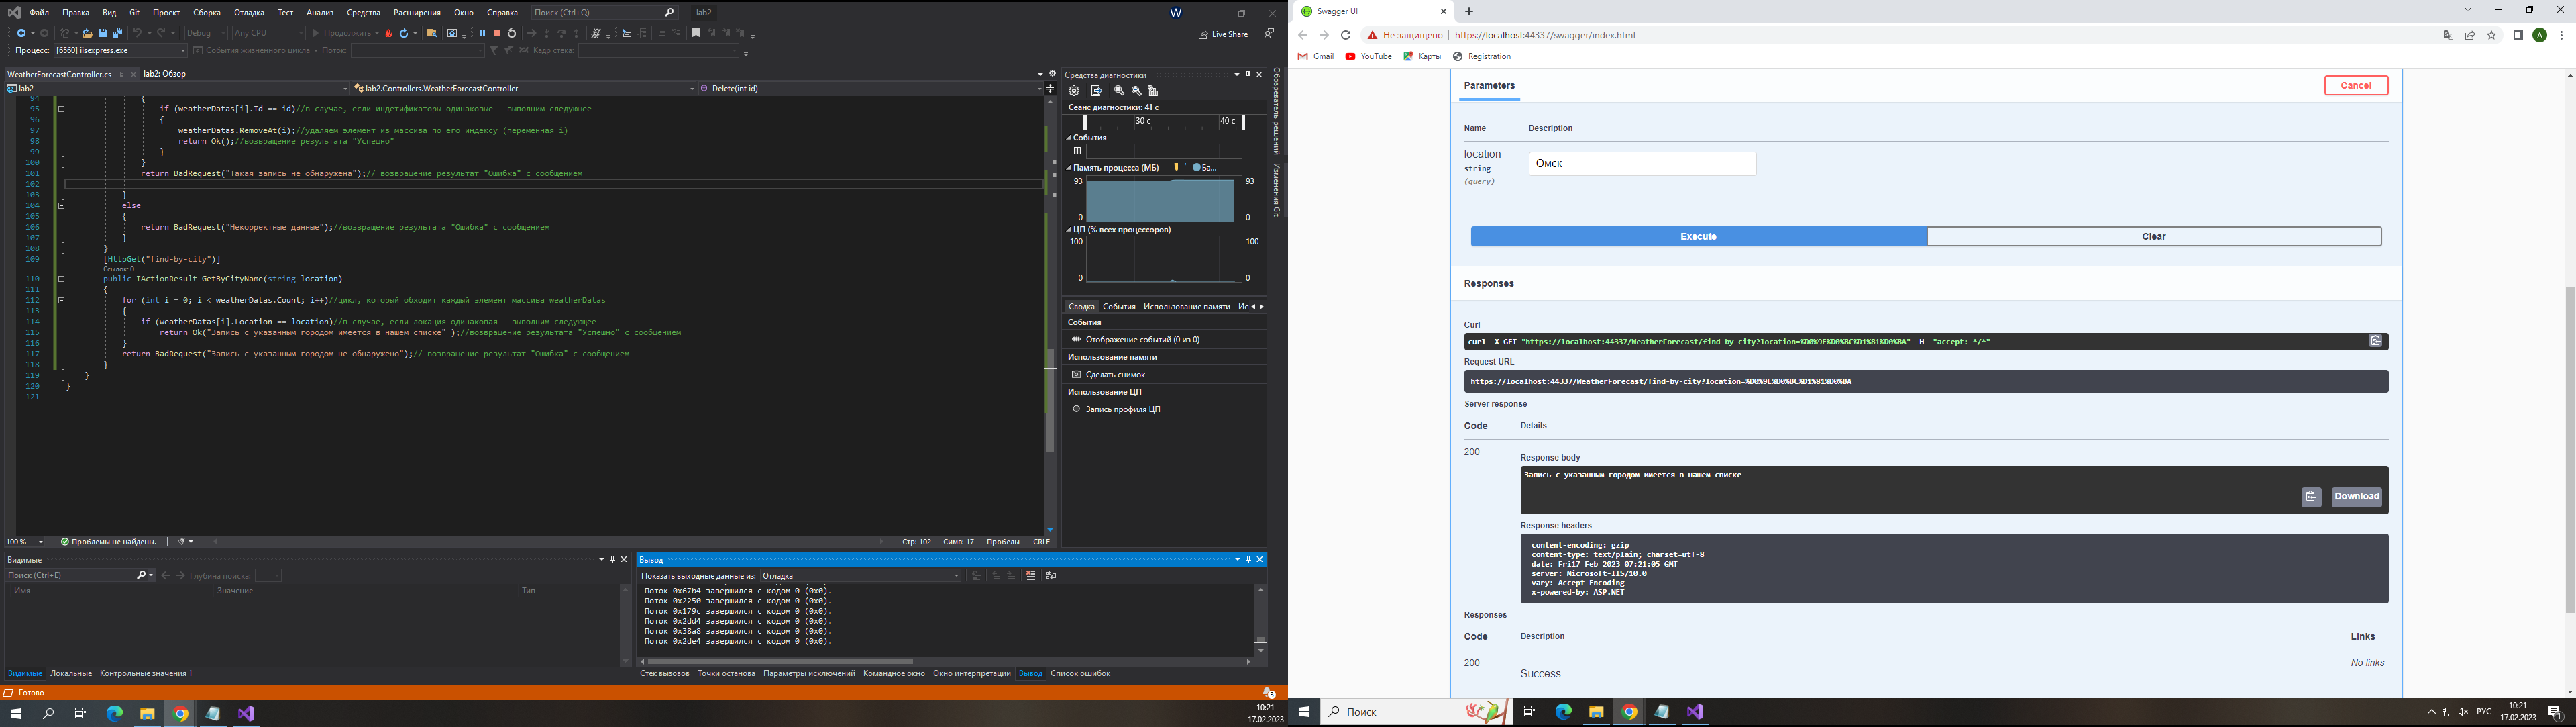 Файл Правка Вид Git Проект Сборка Отладка Тест Анализ Средства Расширения Окно Справка Поиск (Ctrl+Q) lab2
Debug Any CPU Продолжить Live Share
Процесс: [6560] iisexpress.exe События жизненного цикла Поток: Кадр стека:
WeatherForecastController.cs lab2: Обзор
lab2 lab2.Controllers.WeatherForecastController Delete(int id)
94 {
95 if (weatherDatas[i].Id == id)//в случае, если индетификаторы одинаковые - выполним следующее
96 {
97 weatherDatas.RemoveAt(i);//удаляем элемент из массива по его индексу (переменная i)
98 return Ok();//возвращение результата "Успешно"
99 }
100 }
101 return BadRequest("Такая запись не обнаружена");// возвращение результат "Ошибка" с сообщением
102
103 }
104 else
105 {
106 return BadRequest("Некорректные данные");//возвращение результата "Ошибка" с сообщением
107 }
108 }
109 [HttpGet("find-by-city")]
Ссылок: 0
110 public IActionResult GetByCityName(string location)
111 {
112 for (int i = 0; i < weatherDatas.Count; i++)//цикл, который обходит каждый элемент массива weatherDatas
113 {
114 if (weatherDatas[i].Location == location)//в случае, если локация одинаковая - выполним следующее
115 return Ok("Запись с указанным городом имеется в нашем списке" );//возвращение результата "Успешно" с сообщением
116 }
117 return BadRequest("Запись с указанным городом не обнаружено");// возвращение результат "Ошибка" с сообщением
118 }
119 }
120 }
121
100 % Проблемы не найдены. Стр: 102 Симв: 17 Пробелы CRLF
Средства диагностики
Сеанс диагностики: 41 с
30 с 40 с
События
Память процесса (МБ) Ба...
93 93
0 0
ЦП (% всех процессоров)
100 100
0 0
Сводка События Использование памяти Ис
События
Отображение событий (0 из 0)
Использование памяти
Сделать снимок
Использование ЦП
Запись профиля ЦП
Обозреватель решений Изменения Git
Видимые
Поиск (Ctrl+E) Глубина поиска:
Имя Значение Тип
Видимые Локальные Контрольные значения 1
Вывод
Показать выходные данные из: Отладка
Поток 0x67b4 завершился с кодом 0 (0x0).
Поток 0x2250 завершился с кодом 0 (0x0).
Поток 0x179c завершился с кодом 0 (0x0).
Поток 0x2dd4 завершился с кодом 0 (0x0).
Поток 0x38a8 завершился с кодом 0 (0x0).
Поток 0x2de4 завершился с кодом 0 (0x0).
Стек вызовов Точки останова Параметры исключений Командное окно Окно интерпретации Вывод Список ошибок
Готово 3
10:21
17.02.2023
Swagger UI
Не защищено https://localhost:44337/swagger/index.html A
Gmail YouTube Карты Registration
Parameters Cancel
Name Description
location
string
(query)
Омск
Execute Clear
Responses
Curl
curl -X GET "https://localhost:44337/WeatherForecast/find-by-city?location=%D0%9E%D0%BC%D1%81%D0%BA" -H  "accept: */*"
Request URL
https://localhost:44337/WeatherForecast/find-by-city?location=%D0%9E%D0%BC%D1%81%D0%BA
Server response
Code Details
200
Response body
Запись с указанным городом имеется в нашем списке
Download
Response headers
content-encoding: gzip
content-type: text/plain; charset=utf-8
date: Fri17 Feb 2023 07:21:05 GMT
server: Microsoft-IIS/10.0
vary: Accept-Encoding
x-powered-by: ASP.NET
Responses
Code Description Links
200 No links
Success
Поиск РУС 10:21
17.02.2023